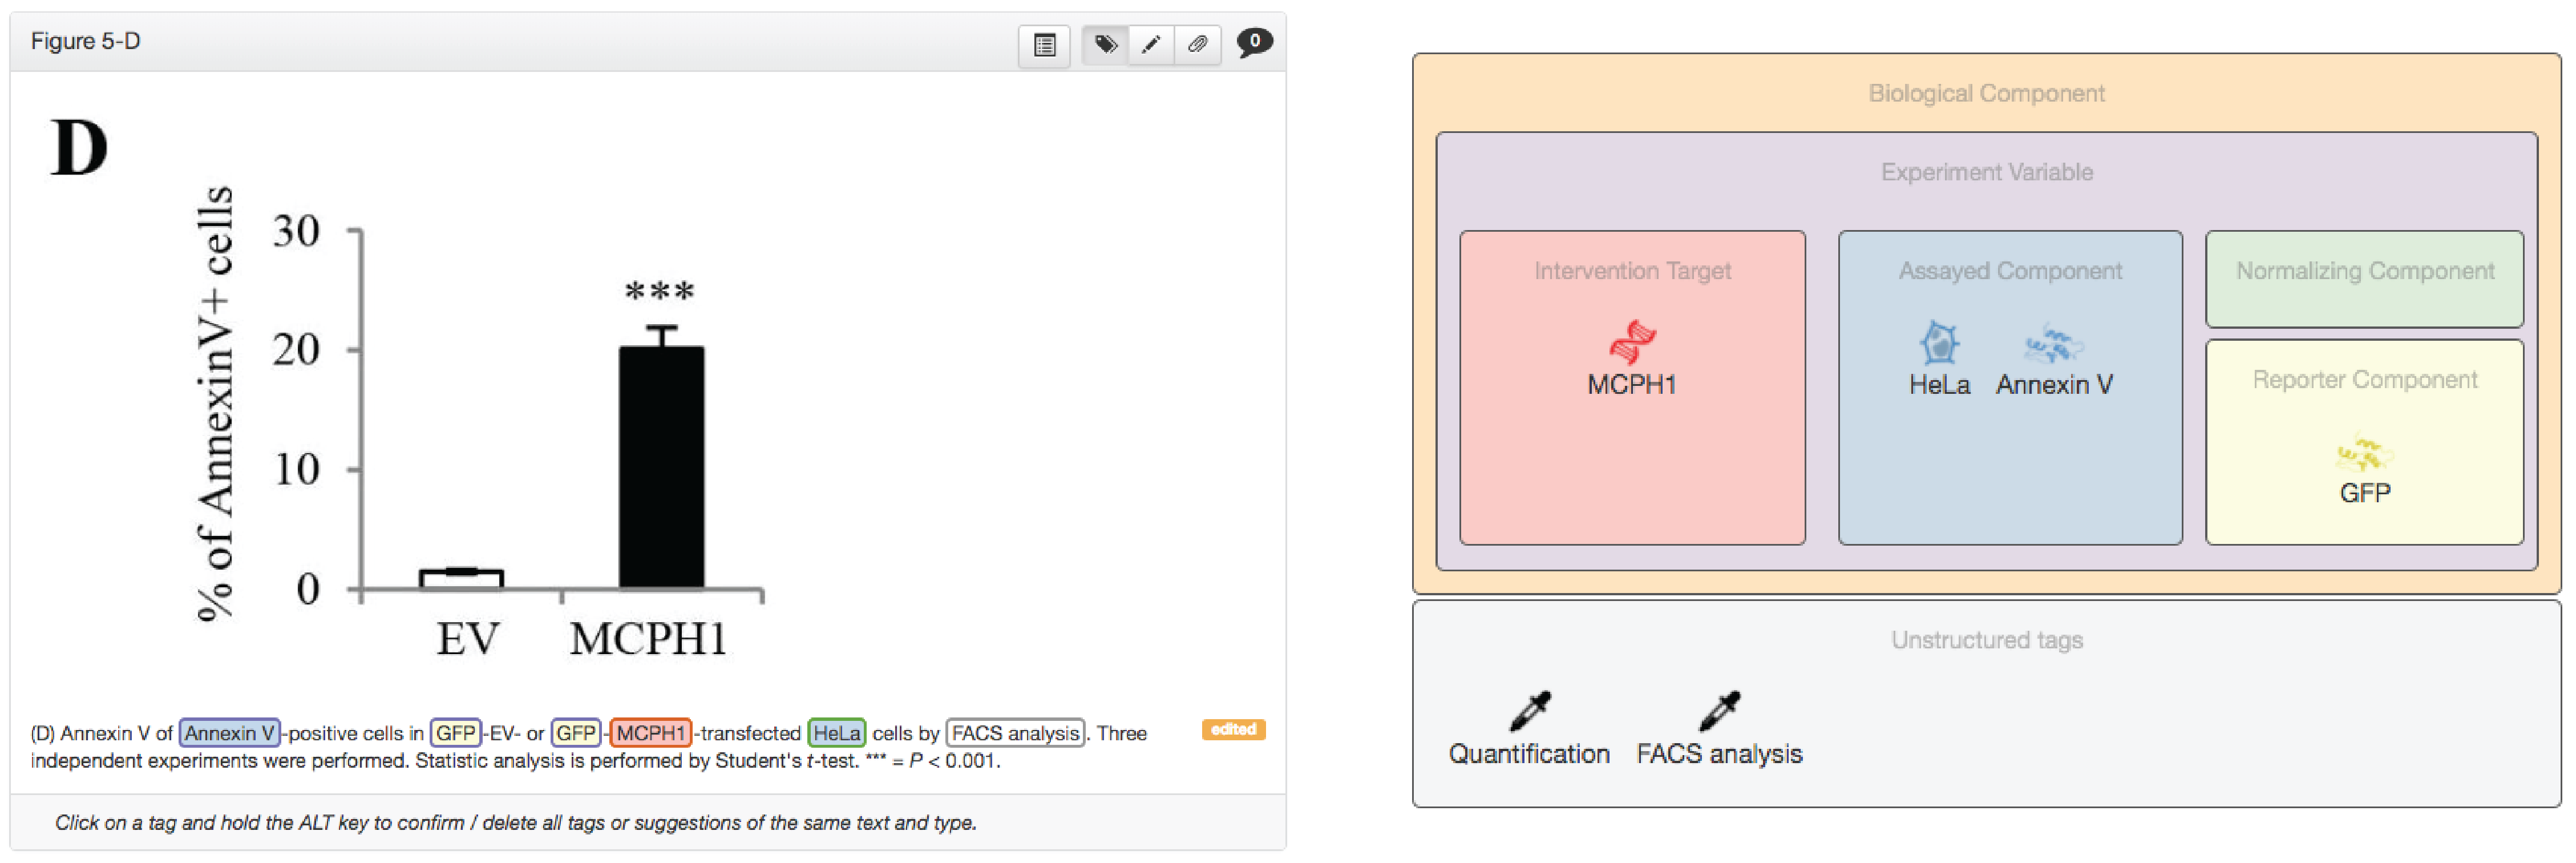 Figure 5-D
0
D
% of AnnexinV+ cells
30
20
10
0
***
EV
MCPH1
(D) Annexin V of Annexin V-positive cells in GFP-EV- or GFP-MCPH1-transfected HeLa cells by FACS analysis. Three
independent experiments were performed. Statistic analysis is performed by Student's t-test. *** = P < 0.001.
edited
Click on a tag and hold the ALT key to confirm / delete all tags or suggestions of the same text and type.
Biological Component
Experiment Variable
Intervention Target
MCPH1
Assayed Component
HeLa
Annexin V
Normalizing Component
Reporter Component
GFP
Unstructured tags
Quantification
FACS analysis